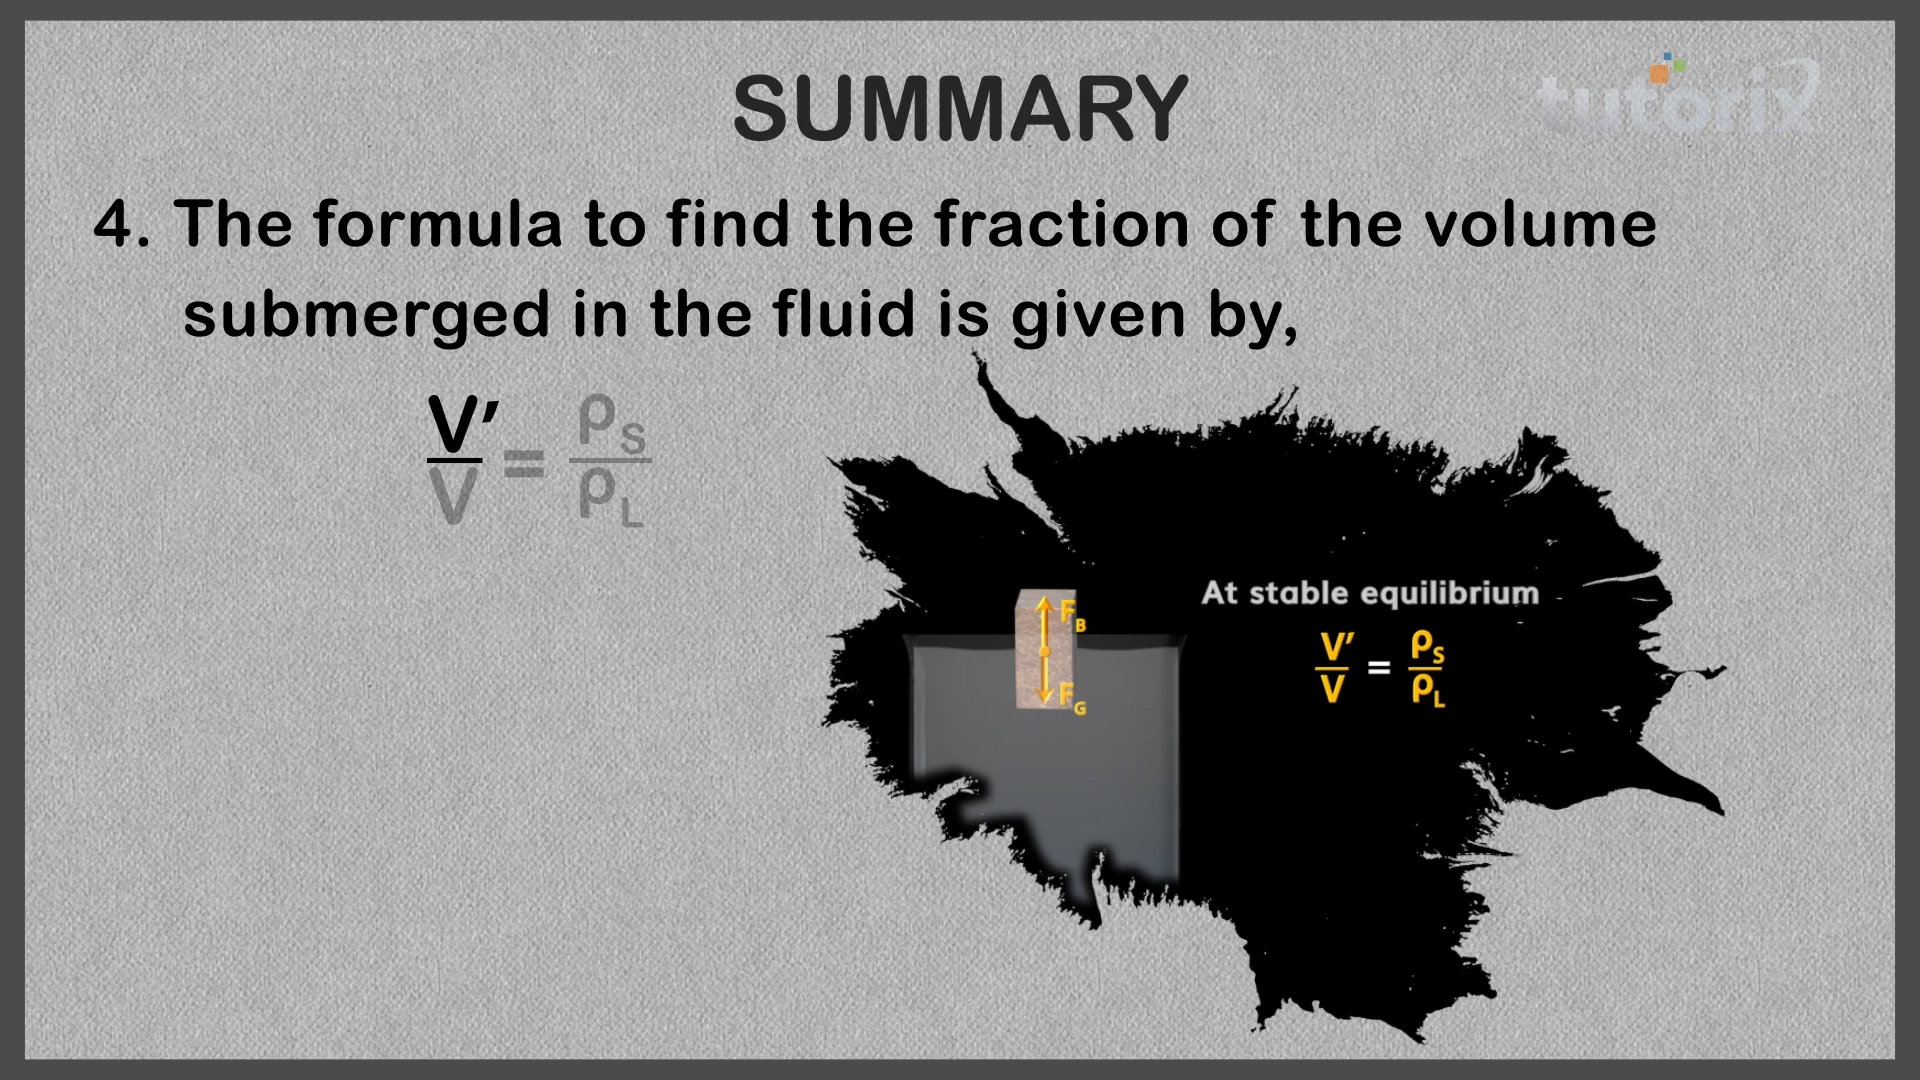 SUMMARY
tutorix
4. The formula to find the fraction of the volume
submerged in the fluid is given by,
V′/V = ρS/ρL
At stable equilibrium
V′/V = ρS/ρL
FB
FG